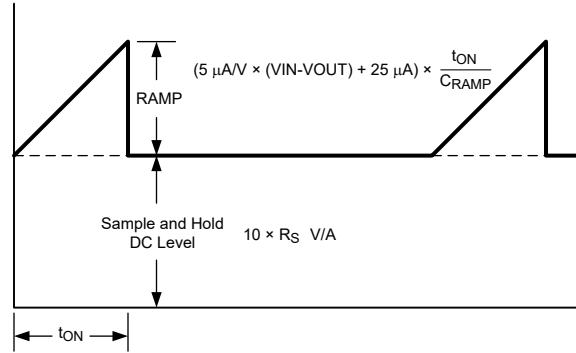 (5 μA/V × (VIN-VOUT) + 25 μA) × tON
CRAMP
RAMP
Sample and Hold
DC Level
10 × RS V/A
tON